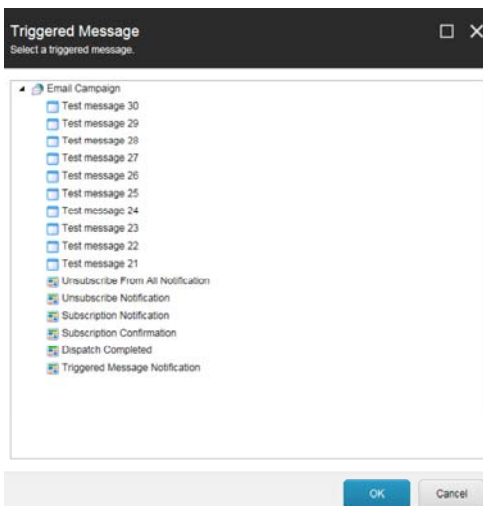 Triggered Message
Select a triggered message.
Email Campaign
Test message 30
Test message 29
Test message 28
Test message 27
Test message 26
Test message 25
Test message 24
Test message 23
Test message 22
Test message 21
Unsubscribe From All Notification
Unsubscribe Notification
Subscription Notification
Subscription Confirmation
Dispatch Completed
Triggered Message Notification
OK Cancel